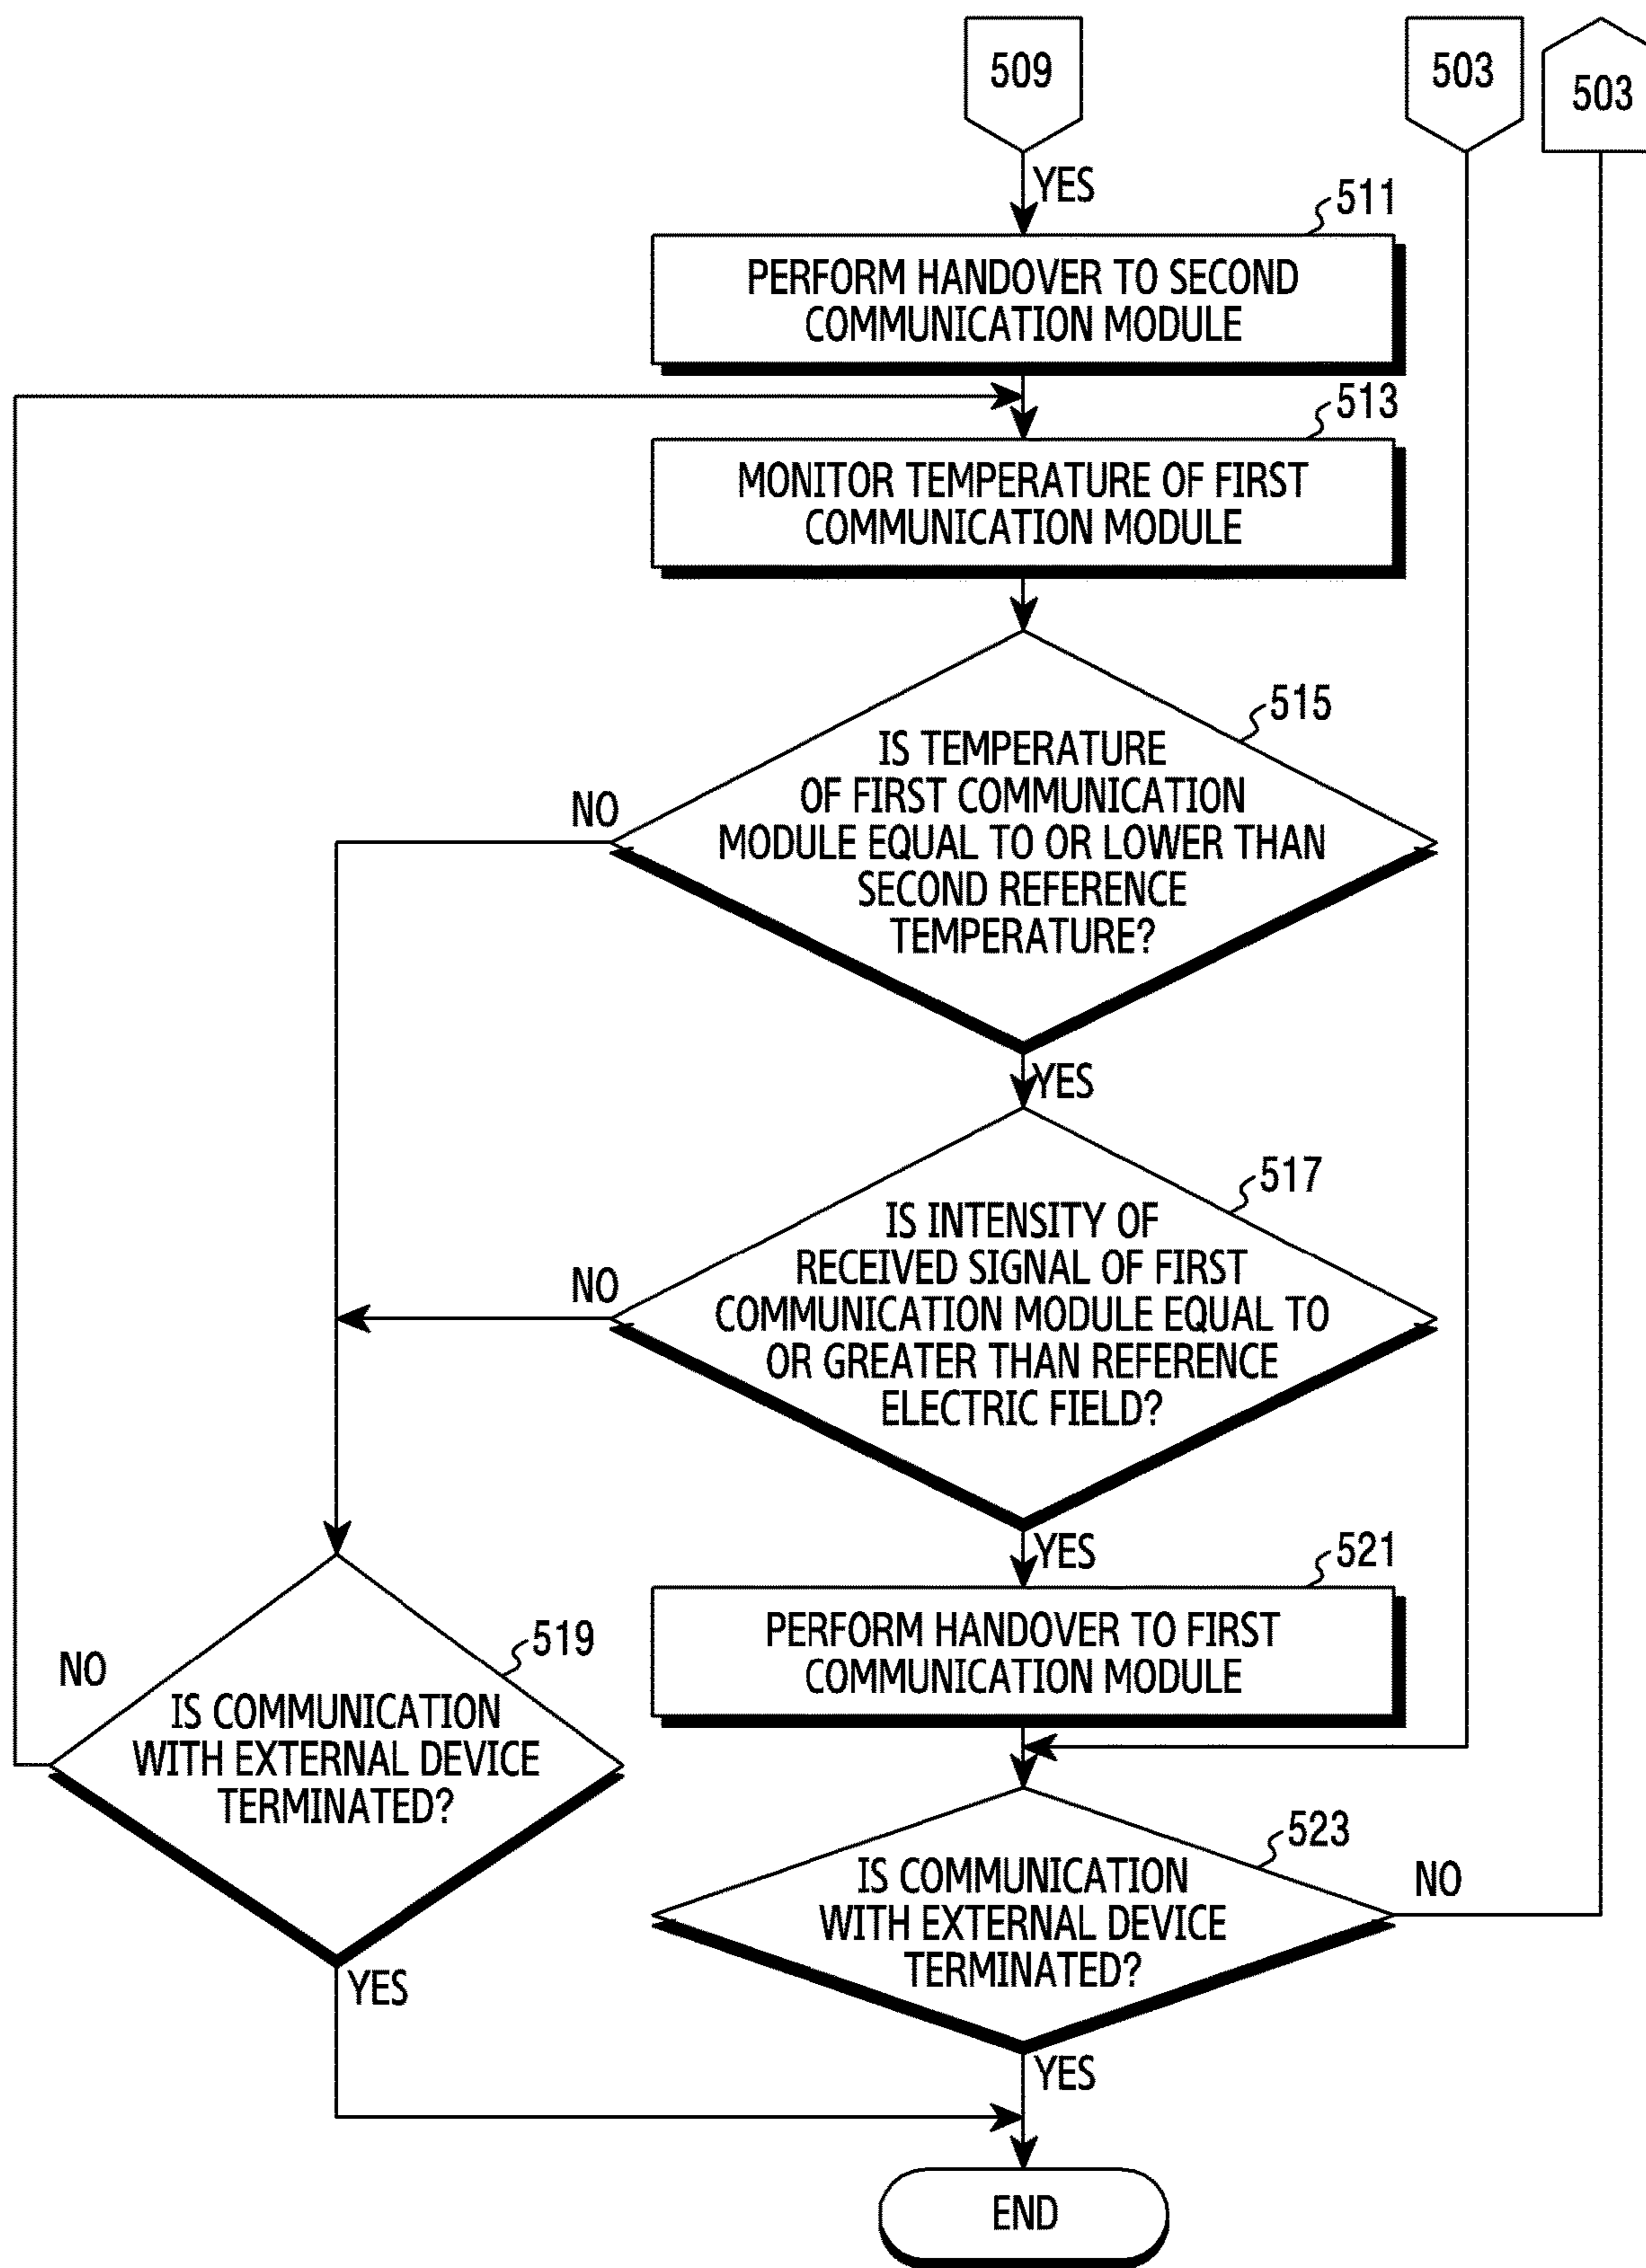 509
503
503
YES
511
PERFORM HANDOVER TO SECOND
COMMUNICATION MODULE
513
MONITOR TEMPERATURE OF FIRST
COMMUNICATION MODULE
515
IS TEMPERATURE
OF FIRST COMMUNICATION
MODULE EQUAL TO OR LOWER THAN
SECOND REFERENCE
TEMPERATURE?
NO
YES
517
IS INTENSITY OF
RECEIVED SIGNAL OF FIRST
COMMUNICATION MODULE EQUAL TO
OR GREATER THAN REFERENCE
ELECTRIC FIELD?
NO
YES
521
PERFORM HANDOVER TO FIRST
COMMUNICATION MODULE
519
NO
IS COMMUNICATION
WITH EXTERNAL DEVICE
TERMINATED?
YES
523
IS COMMUNICATION
WITH EXTERNAL DEVICE
TERMINATED?
NO
YES
END